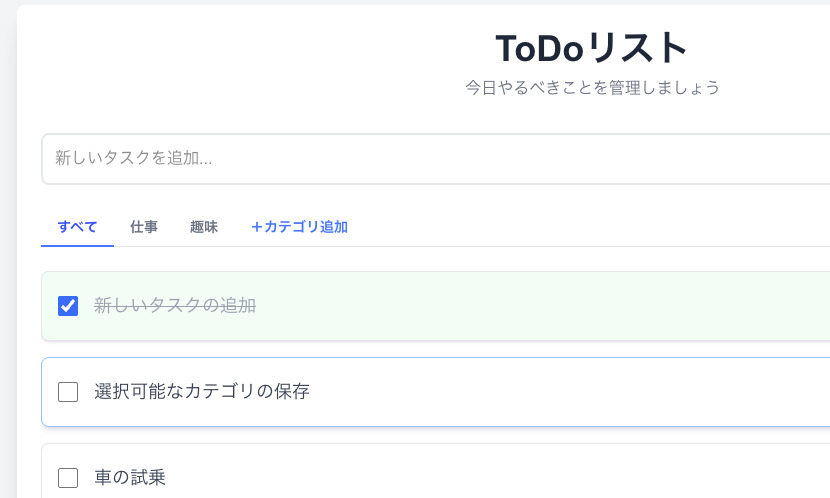 ToDoリスト
今日やるべきことを管理しましょう
新しいタスクを追加...
すべて 仕事 趣味 +カテゴリ追加
新しいタスクの追加
選択可能なカテゴリの保存
車の試乗